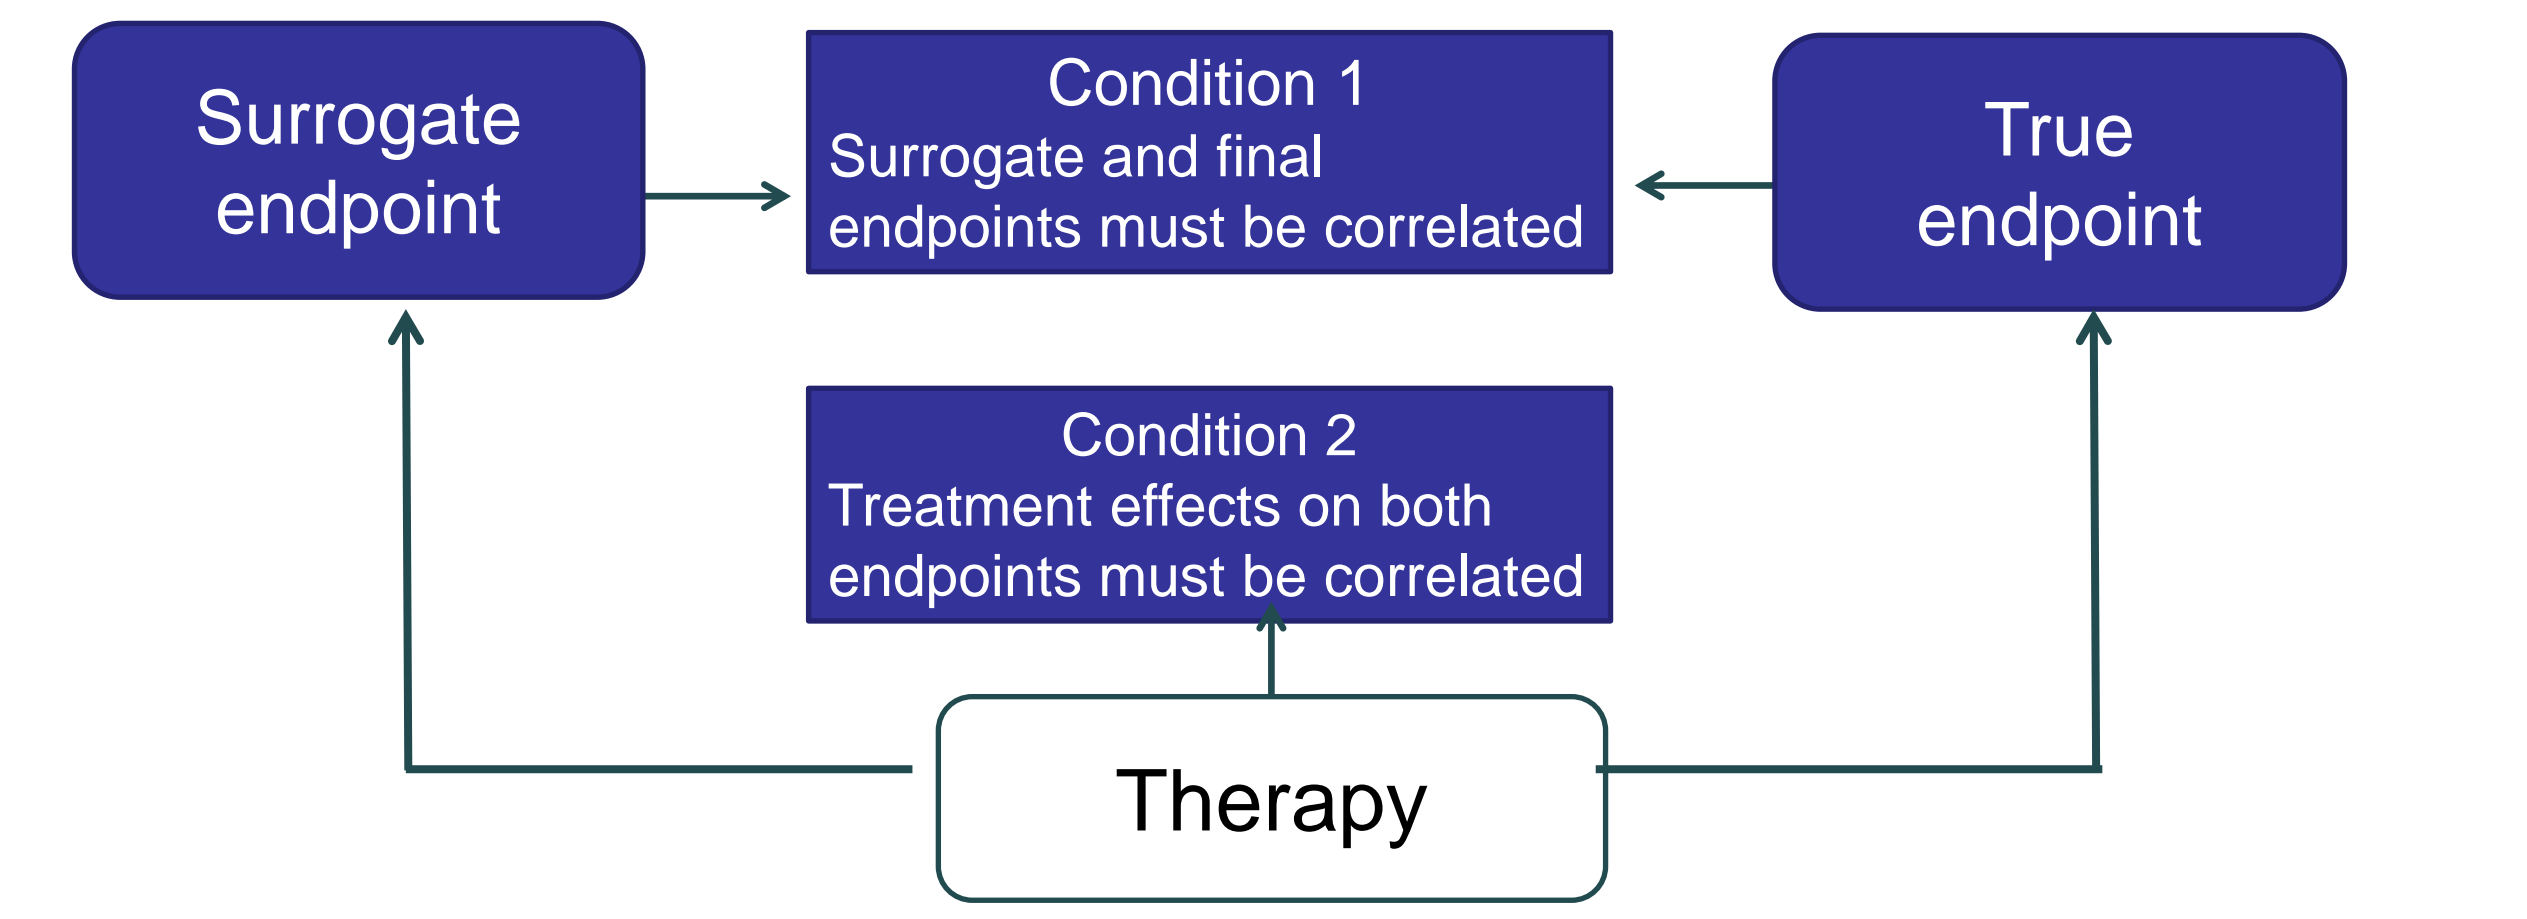 Surrogate
endpoint
Condition 1
Surrogate and final
endpoints must be correlated
True
endpoint
Condition 2
Treatment effects on both
endpoints must be correlated
Therapy